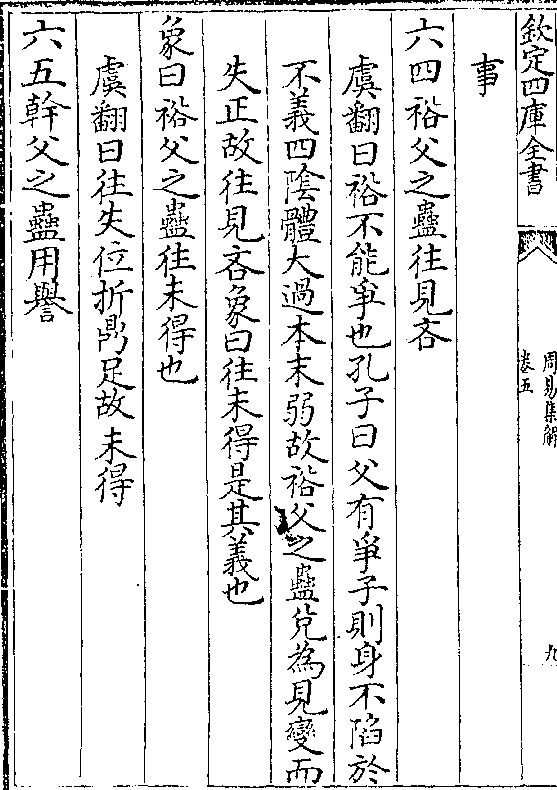 欽定四庫全書
周易集解
卷五
九
事
六四裕父之蠱往見吝
虞翻曰裕不能爭也孔子曰父有爭子則身不陷於
不義四陰體大過本末弱故裕父之蠱兌為見變而
失正故往見吝象曰往未得是其義也
象曰裕父之蠱往未得也
虞翻曰往失位折鼎足故未得
六五幹父之蠱用譽